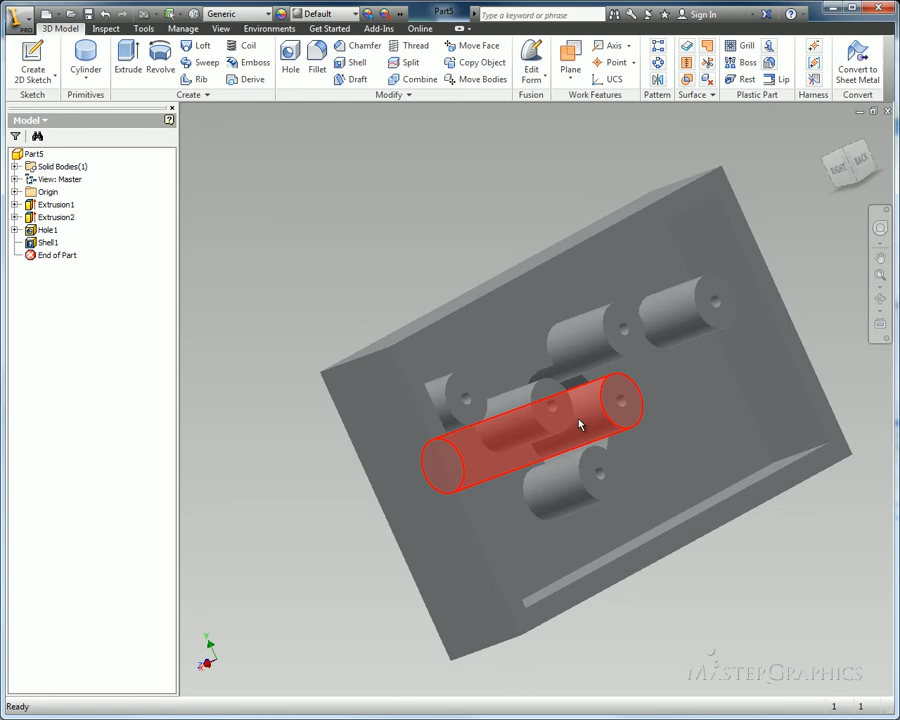 PRO
Generic
Default
Part5
Type a keyword or phrase
Sign In
3D Model
Inspect
Tools
Manage
View
Environments
Get Started
Add-Ins
Online
Create 2D Sketch
Cylinder
Extrude
Revolve
Loft
Sweep
Rib
Coil
Emboss
Derive
Hole
Fillet
Chamfer
Shell
Draft
Thread
Split
Combine
Move Face
Copy Object
Move Bodies
Edit Form
Plane
Axis
Point
UCS
Grill
Boss
Rest
Lip
Convert to Sheet Metal
Sketch
Primitives
Create
Modify
Fusion
Work Features
Pattern
Surface
Plastic Part
Harness
Convert
Model
Part5
Solid Bodies(1)
View: Master
Origin
Extrusion1
Extrusion2
Hole1
Shell1
End of Part
RIGHT
BACK
Y
Z
MasterGraphics
Ready
1
1